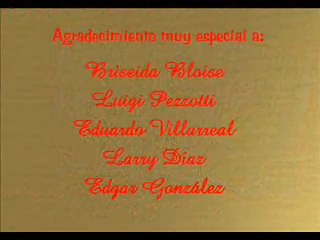 Agradecimiento muy especial a:
Briseida Bloise
Luigi Pezzotti
Eduardo Villarreal
Larry Díaz
Edgar González